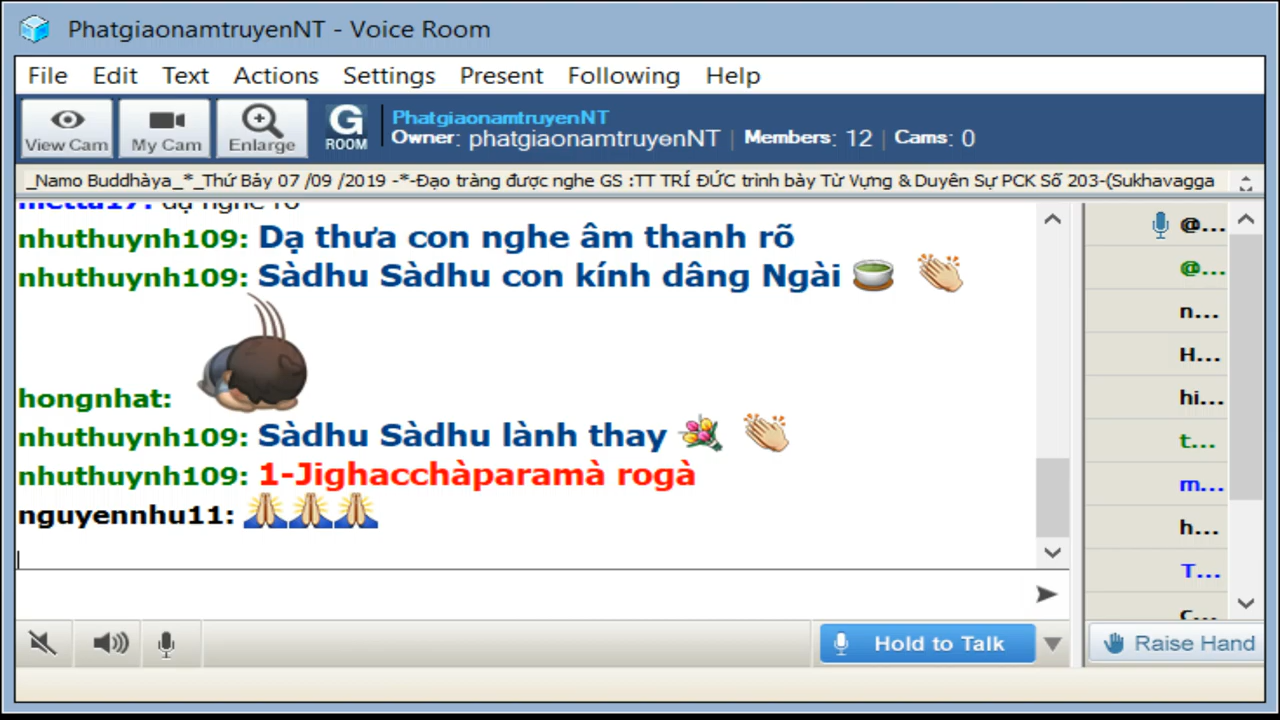 PhatgiaonamtruyenNT - Voice Room
File Edit Text Actions Settings Present Following Help
View Cam My Cam Enlarge G ROOM
PhatgiaonamtruyenNT
Owner: phatgiaonamtruyenNT | Members: 12 | Cams: 0
_Namo Buddhàya_*_Thứ Bảy 07 /09 /2019 -*-Đạo tràng được nghe GS :TT TRÍ ĐỨC trình bày Từ Vựng & Duyên Sự PCK Số 203-(Sukhavagga
metta17: dạ nghe rõ
nhuthuynh109: Dạ thưa con nghe âm thanh rõ
nhuthuynh109: Sàdhu Sàdhu con kính dâng Ngài 🍵 👏
hongnhat:
nhuthuynh109: Sàdhu Sàdhu lành thay 💐 👏
nhuthuynh109: 1-Jighacchàparamà rogà
nguyennhu11: 🙏🙏🙏
@...
@...
n...
H...
hi...
t...
m...
h...
T...
c...
Hold to Talk
Raise Hand